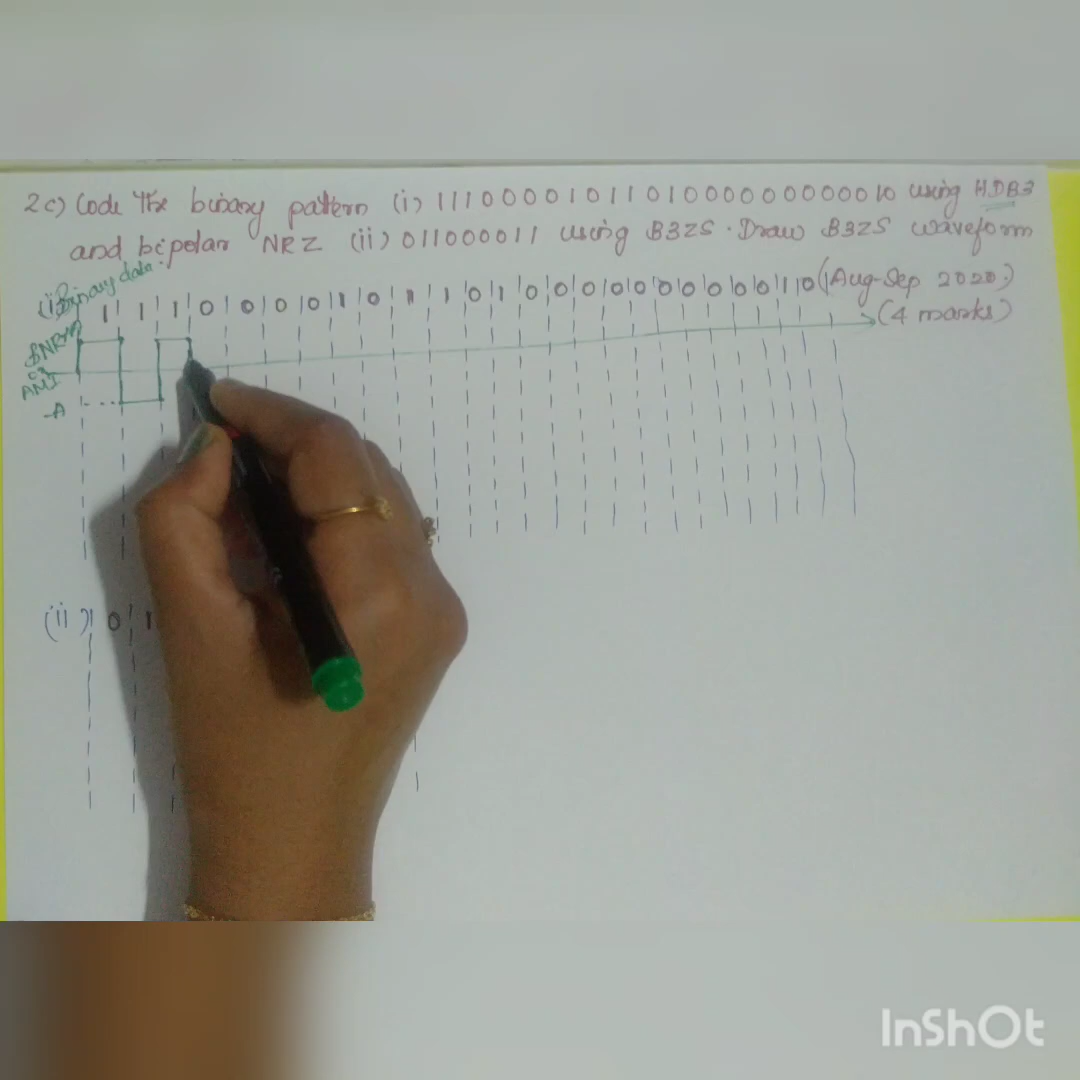 2c) Code The binary pattern (i) 11100001011010000000000010 using HDB3
and bipolar NRZ (ii) 011000011 using B3ZS. Draw B3ZS waveform
(i) Binary data.
1 1 1 0 0 0 0 1 0 1 1 0 1 0 0 0 0 0 0 0 0 0 0 1 0 (Aug-Sep 2020.)
(4 marks)
AMI
-A
(ii) 0 1
InShOt